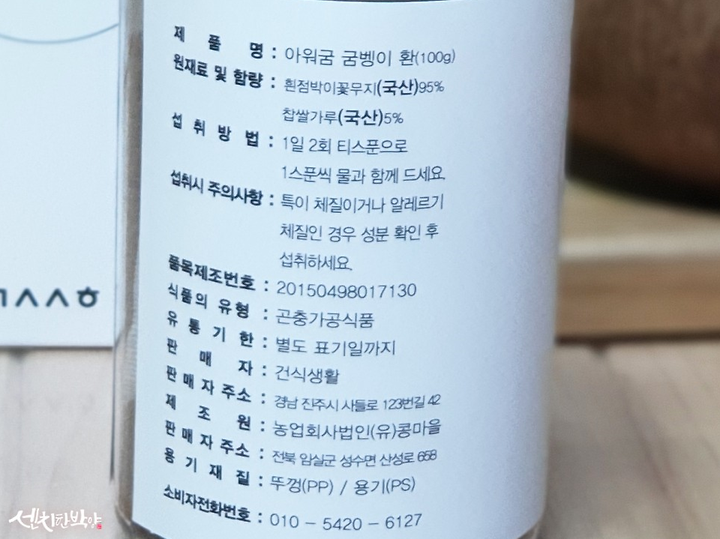 제 품 명 : 아워굼 굼벵이 환(100g)
원재료 및 함량 : 흰점박이꽃무지(국산)95%
찹쌀가루(국산)5%
섭 취 방 법 : 1일 2회 티스푼으로
1스푼씩 물과 함께 드세요.
섭취시 주의사항 : 특이 체질이거나 알레르기
체질인 경우 성분 확인 후
섭취하세요.
품목제조번호 : 20150498017130
식품의 유형 : 곤충가공식품
유 통 기 한 : 별도 표기일까지
판 매 자 : 건식생활
판 매 자 주 소 : 경남 진주시 사들로 123번길 42
제 조 원 : 농업회사법인(유)콩마을
판 매 자 주 소 : 전북 임실군 성수면 산성로 658
용 기 재 질 : 뚜껑(PP) / 용기(PS)
소비자전화번호 : 010 - 5420 - 6127
ㄱㅅㅅㅎ
센치한박야